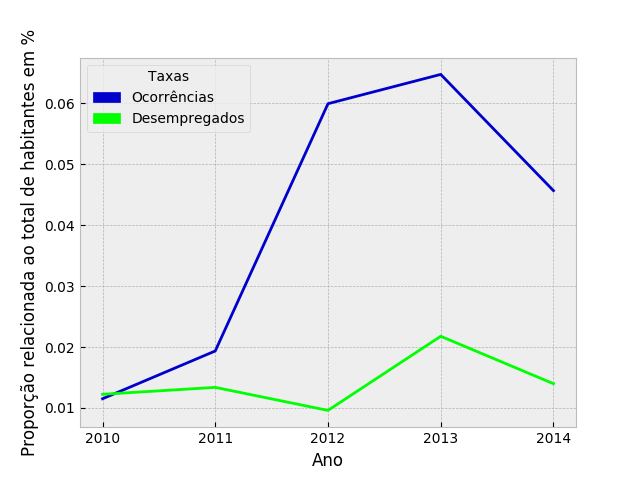 Proporção relacionada ao total de habitantes em %
Taxas
Ocorrências
Desempregados
0.06
0.05
0.04
0.03
0.02
0.01
2010 2011 2012 2013 2014
Ano